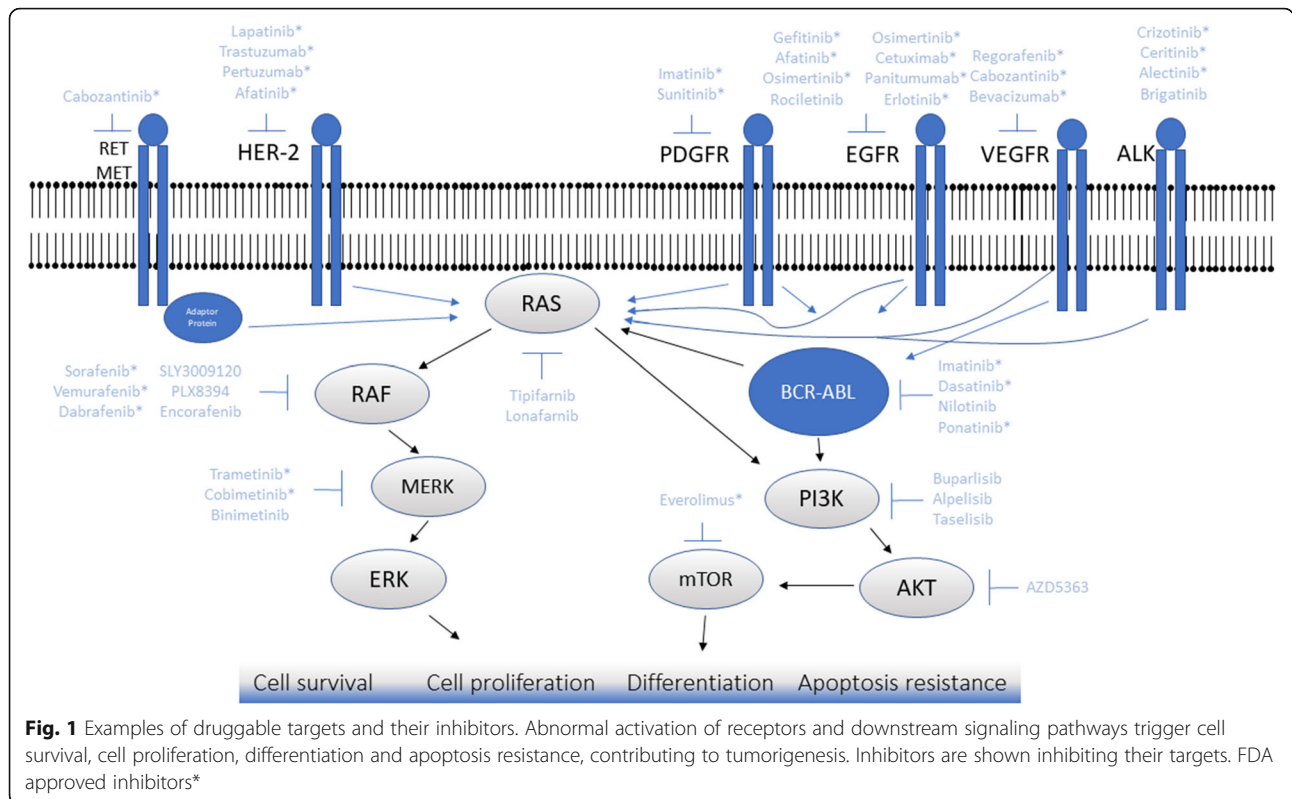 Lapatinib*
Trastuzumab*
Pertuzumab*
Afatinib*
Cabozantinib*
RET
MET
HER-2
Imatinib*
Sunitinib*
PDGFR
Gefitinib*
Afatinib*
Osimertinib*
Rociletinib
Osimertinib*
Cetuximab*
Panitumumab*
Erlotinib*
EGFR
Regorafenib*
Cabozantinib*
Bevacizumab*
VEGFR
Crizotinib*
Ceritinib*
Alectinib*
Brigatinib
ALK
Adaptor
Protein
RAS
Sorafenib*
Vemurafenib*
Dabrafenib*
SLY3009120
PLX8394
Encorafenib
RAF
Tipifarnib
Lonafarnib
BCR-ABL
Imatinib*
Dasatinib*
Nilotinib
Ponatinib*
Trametinib*
Cobimetinib*
Binimetinib
MERK
Everolimus*
PI3K
Buparlisib
Alpelisib
Taselisib
ERK
mTOR
AKT
AZD5363
Cell survival Cell proliferation Differentiation Apoptosis resistance
Fig. 1 Examples of druggable targets and their inhibitors. Abnormal activation of receptors and downstream signaling pathways trigger cell
survival, cell proliferation, differentiation and apoptosis resistance, contributing to tumorigenesis. Inhibitors are shown inhibiting their targets. FDA
approved inhibitors*